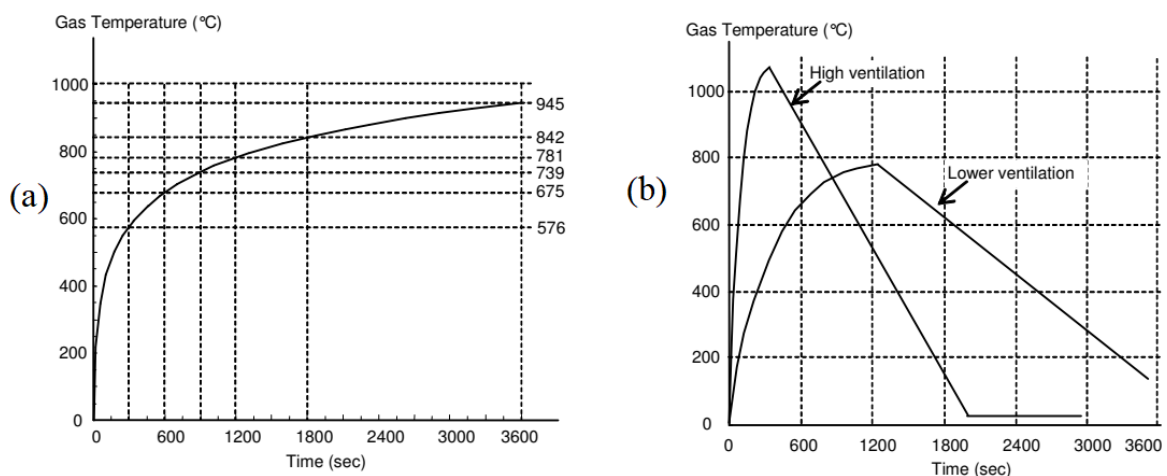 (a)
Gas Temperature (°C)
1000
800
600
400
200
0
945
842
781
739
675
576
0 600 1200 1800 2400 3000 3600
Time (sec)
(b)
Gas Temperature (°C)
1000
800
600
400
200
0
High ventilation
Lower ventilation
0 600 1200 1800 2400 3000 3600
Time (sec)